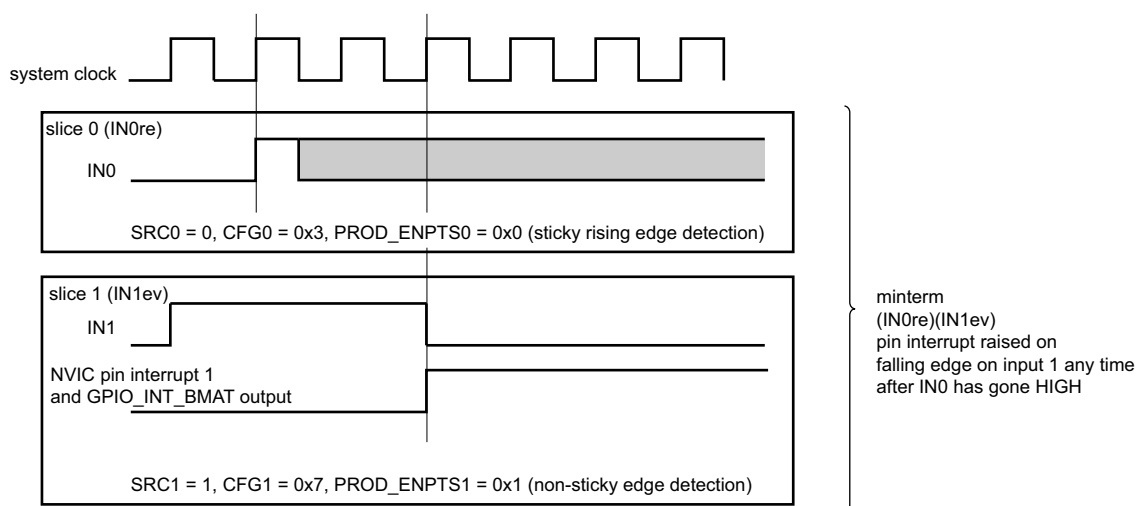 system clock
slice 0 (IN0re)
IN0
SRC0 = 0, CFG0 = 0x3, PROD_ENPTS0 = 0x0 (sticky rising edge detection)
slice 1 (IN1ev)
IN1
NVIC pin interrupt 1
and GPIO_INT_BMAT output
SRC1 = 1, CFG1 = 0x7, PROD_ENPTS1 = 0x1 (non-sticky edge detection)
minterm
(IN0re)(IN1ev)
pin interrupt raised on
falling edge on input 1 any time
after IN0 has gone HIGH